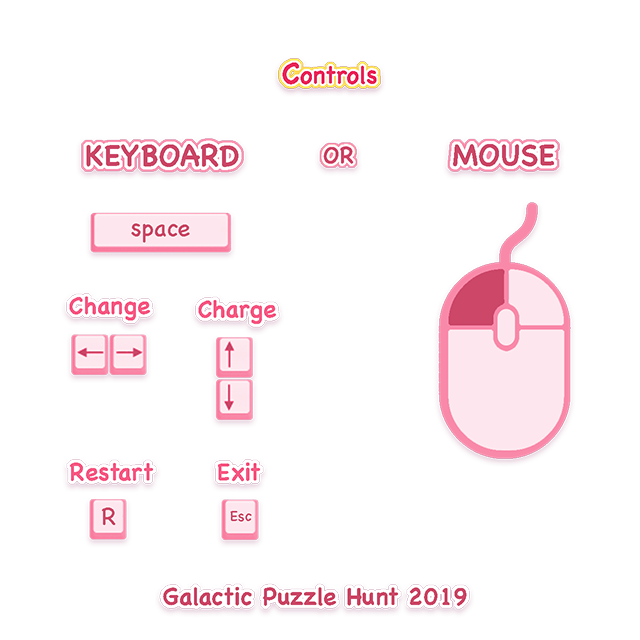 Controls
KEYBOARD OR MOUSE
space
Change Charge
← → ↑
↓
Restart Exit
R Esc
Galactic Puzzle Hunt 2019